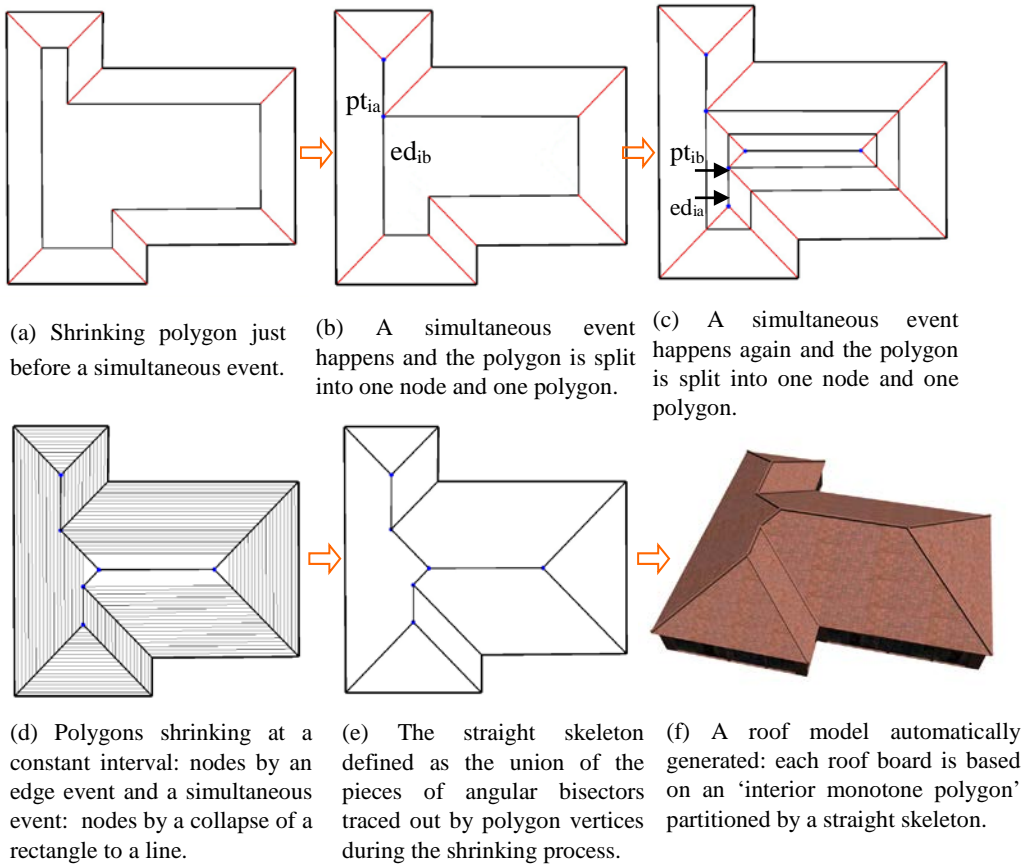 pt_ia
ed_ib
pt_ib
ed_ia
(a) Shrinking polygon just
before a simultaneous event.
(b) A simultaneous event
happens and the polygon is split
into one node and one polygon.
(c) A simultaneous event
happens again and the polygon
is split into one node and one
polygon.
(d) Polygons shrinking at a
constant interval: nodes by an
edge event and a simultaneous
event: nodes by a collapse of a
rectangle to a line.
(e) The straight skeleton
defined as the union of the
pieces of angular bisectors
traced out by polygon vertices
during the shrinking process.
(f) A roof model automatically
generated: each roof board is based
on an ‘interior monotone polygon’
partitioned by a straight skeleton.